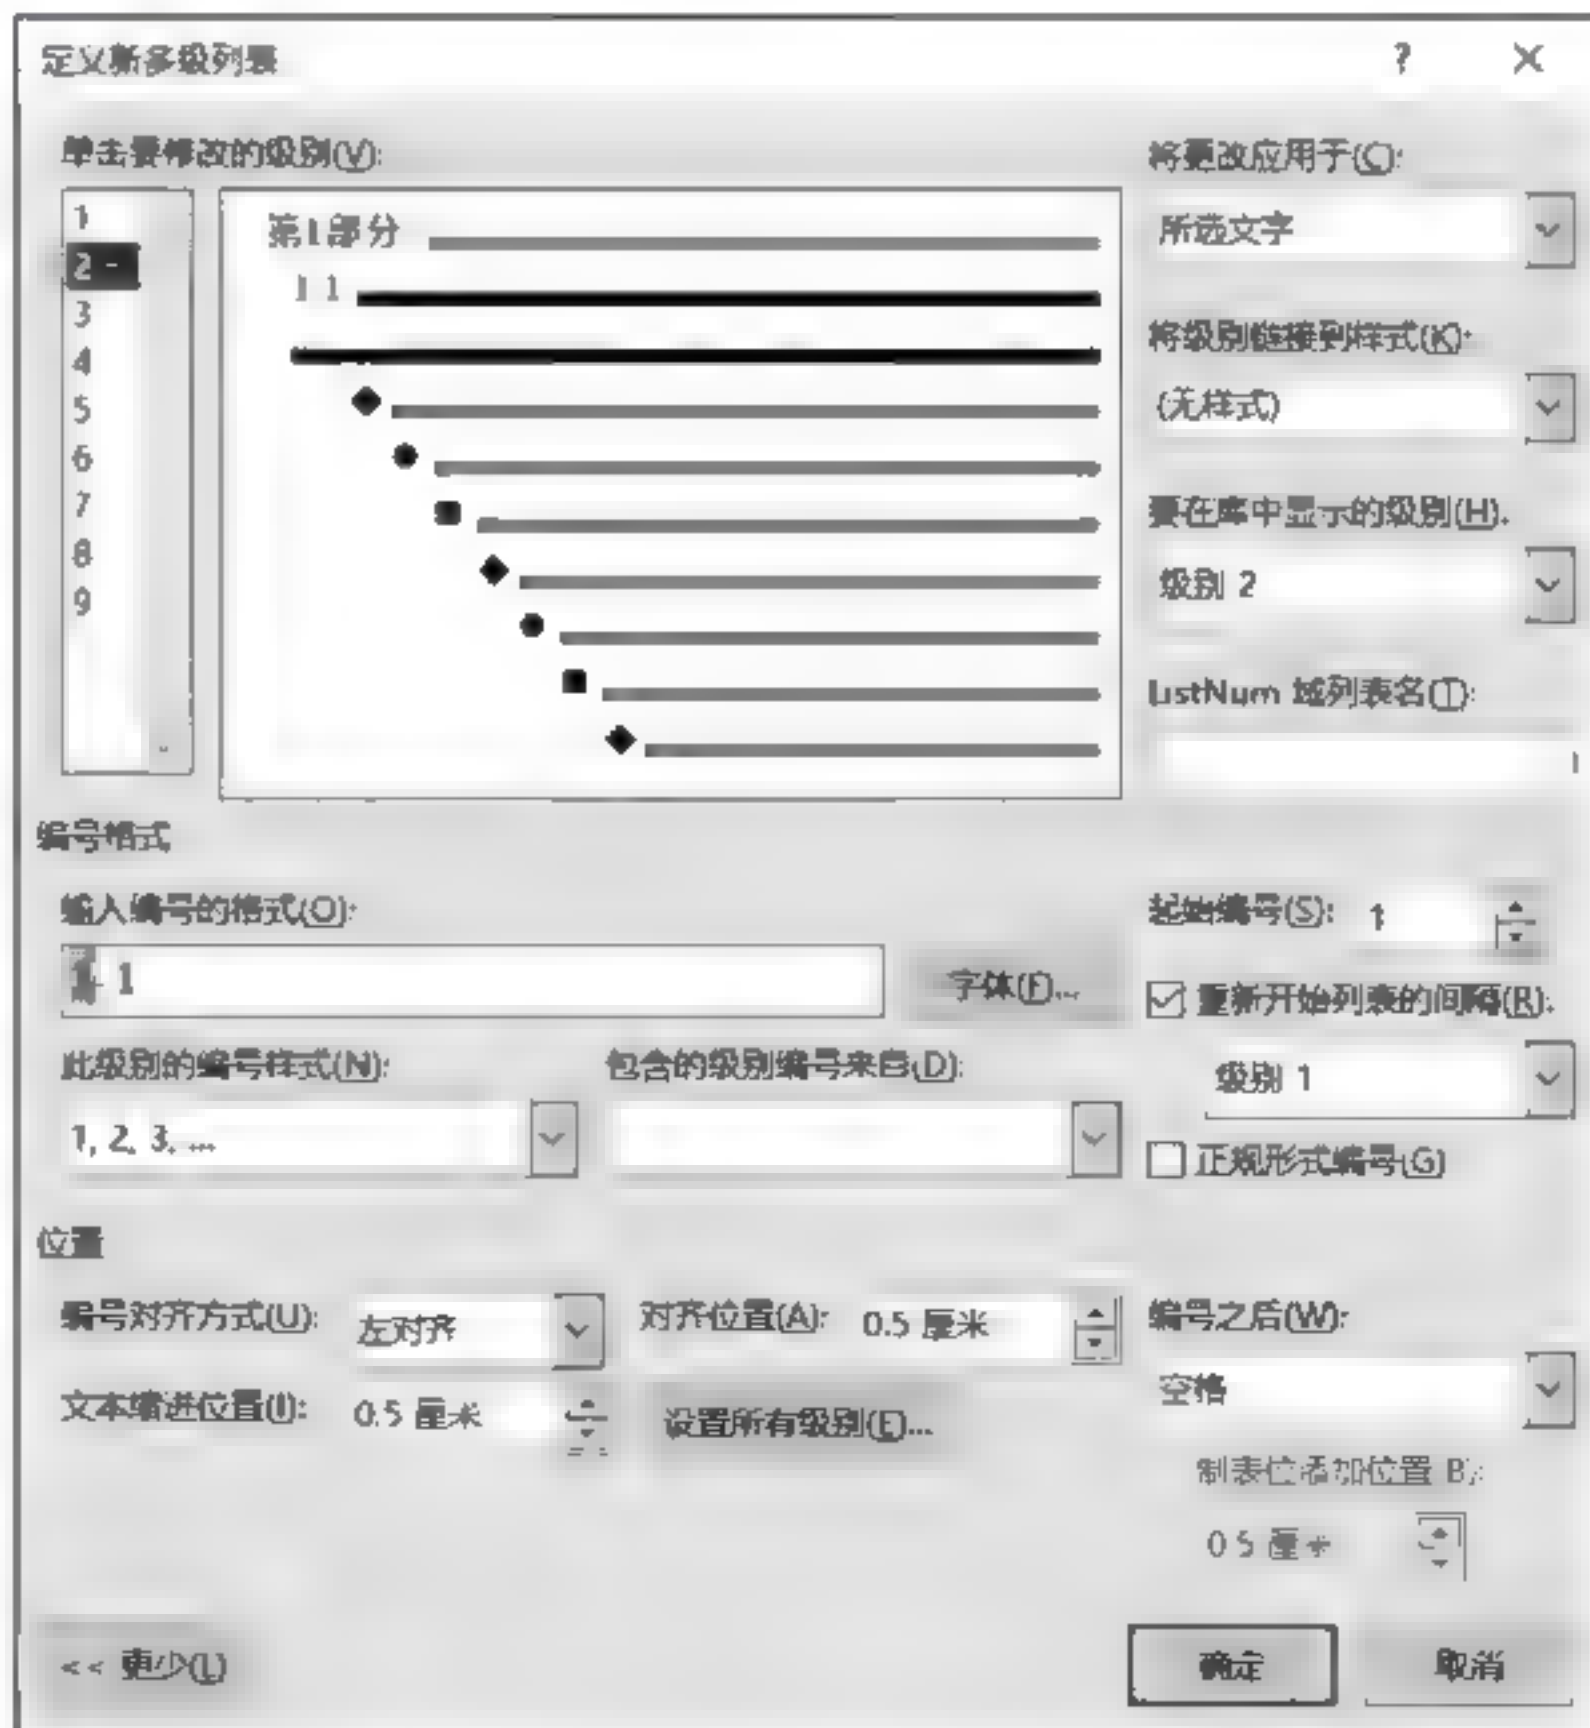 定义新多级列表
? ×
单击要修改的级别(V):
将更改应用于(C):
1
2
3
4
5
6
7
8
9
第1部分
1 1
所选文字
将级别链接到样式(K):
(无样式)
要在库中显示的级别(H):
级别 2
ListNum 域列表名(T):
编号格式
输入编号的格式(O):
起始编号(S): 1
1- 1
字体(F)...
重新开始列表的间隔(R):
级别 1
此级别的编号样式(N):
包含的级别编号来自(D):
1, 2, 3, ...
正规形式编号(G)
位置
编号对齐方式(U): 左对齐
对齐位置(A): 0.5 厘米
编号之后(W):
空格
文本缩进位置(I): 0.5 厘米
设置所有级别(E)...
制表位添加位置 B):
0 5 厘米
<< 更少(L)
确定
取消